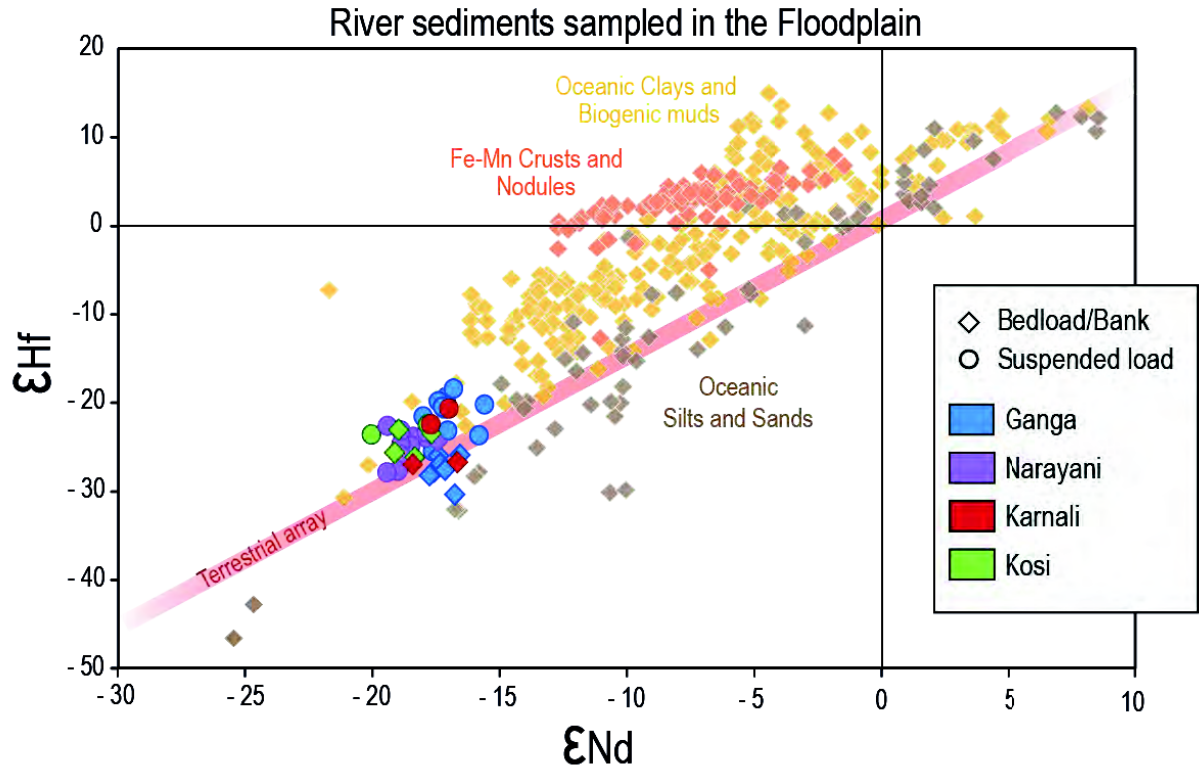 River sediments sampled in the Floodplain
20
10
0
- 10
- 20
- 30
- 40
- 50
εHf
Oceanic Clays and
Biogenic muds
Fe-Mn Crusts and
Nodules
Oceanic
Silts and Sands
Terrestrial array
Bedload/Bank
Suspended load
Ganga
Narayani
Karnali
Kosi
- 30
- 25
- 20
- 15
- 10
- 5
0
5
10
εNd